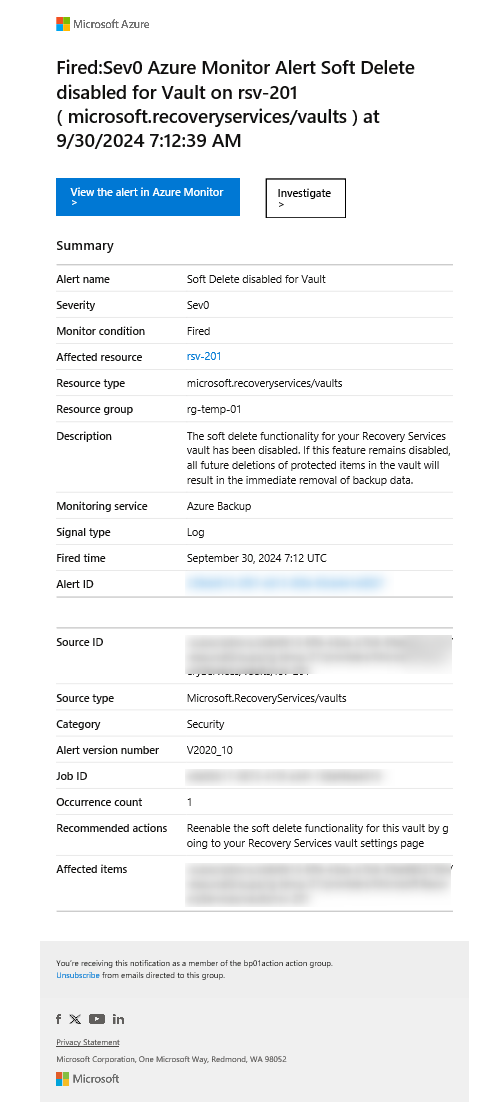 Microsoft Azure
Fired:Sev0 Azure Monitor Alert Soft Delete
disabled for Vault on rsv-201
( microsoft.recoveryservices/vaults ) at
9/30/2024 7:12:39 AM
View the alert in Azure Monitor
>
Investigate
>
Summary
Alert name Soft Delete disabled for Vault
Severity Sev0
Monitor condition Fired
Affected resource rsv-201
Resource type microsoft.recoveryservices/vaults
Resource group rg-temp-01
Description The soft delete functionality for your Recovery Services
vault has been disabled. If this feature remains disabled,
all future deletions of protected items in the vault will
result in the immediate removal of backup data.
Monitoring service Azure Backup
Signal type Log
Fired time September 30, 2024 7:12 UTC
Alert ID
Source ID
Source type Microsoft.RecoveryServices/vaults
Category Security
Alert version number V2020_10
Job ID
Occurrence count 1
Recommended actions Reenable the soft delete functionality for this vault by g
oing to your Recovery Services vault settings page
Affected items
You're receiving this notification as a member of the bp01action action group.
Unsubscribe from emails directed to this group.
Privacy Statement
Microsoft Corporation, One Microsoft Way, Redmond, WA 98052
Microsoft